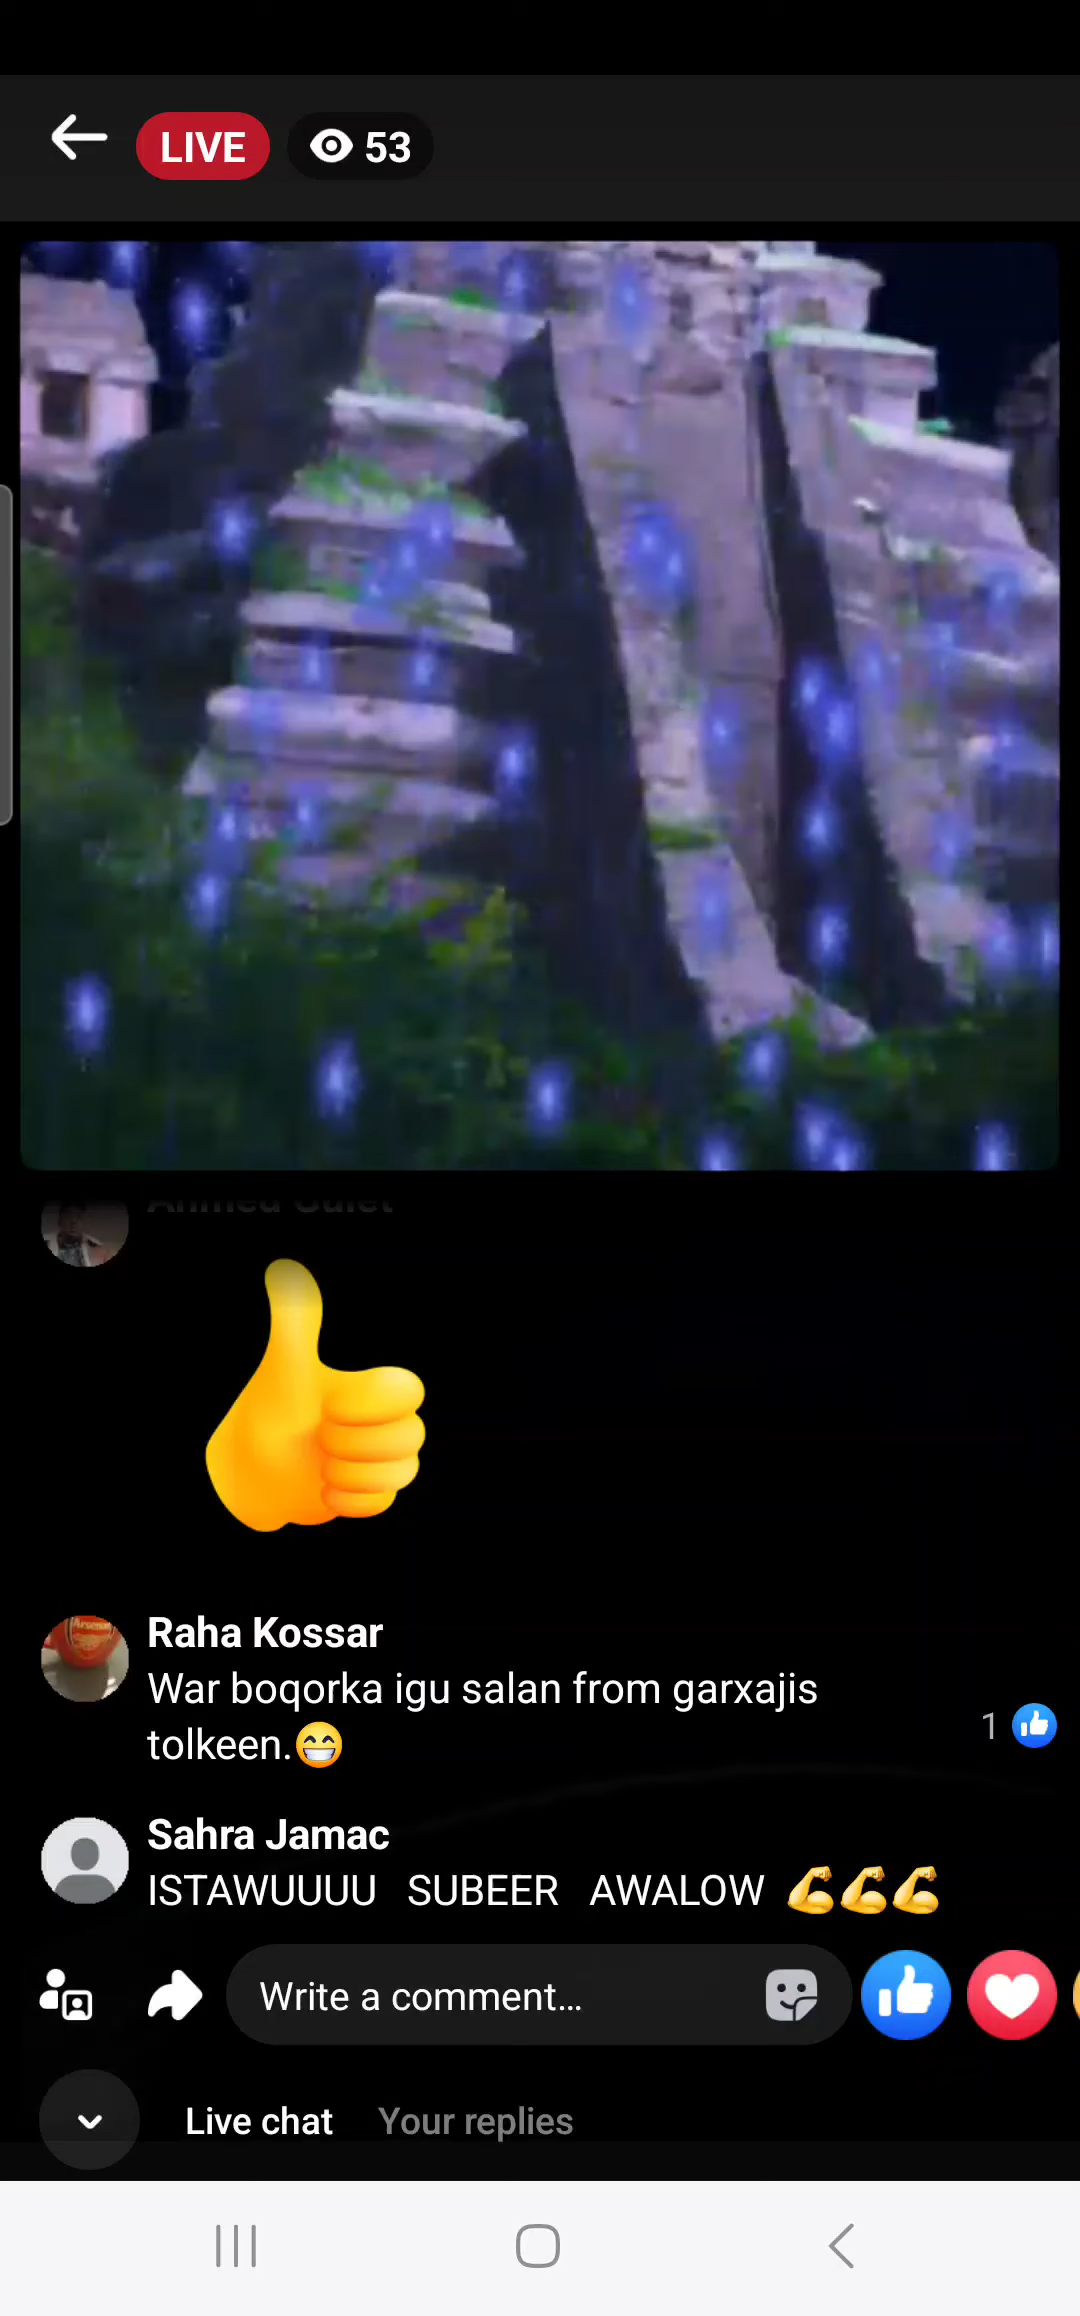 LIVE 53
Raha Kossar
War boqorka igu salan from garxajis
tolkeen.😁
1
Sahra Jamac
ISTAWUUUU SUBEER AWALOW 💪💪💪
Write a comment...
Live chat Your replies